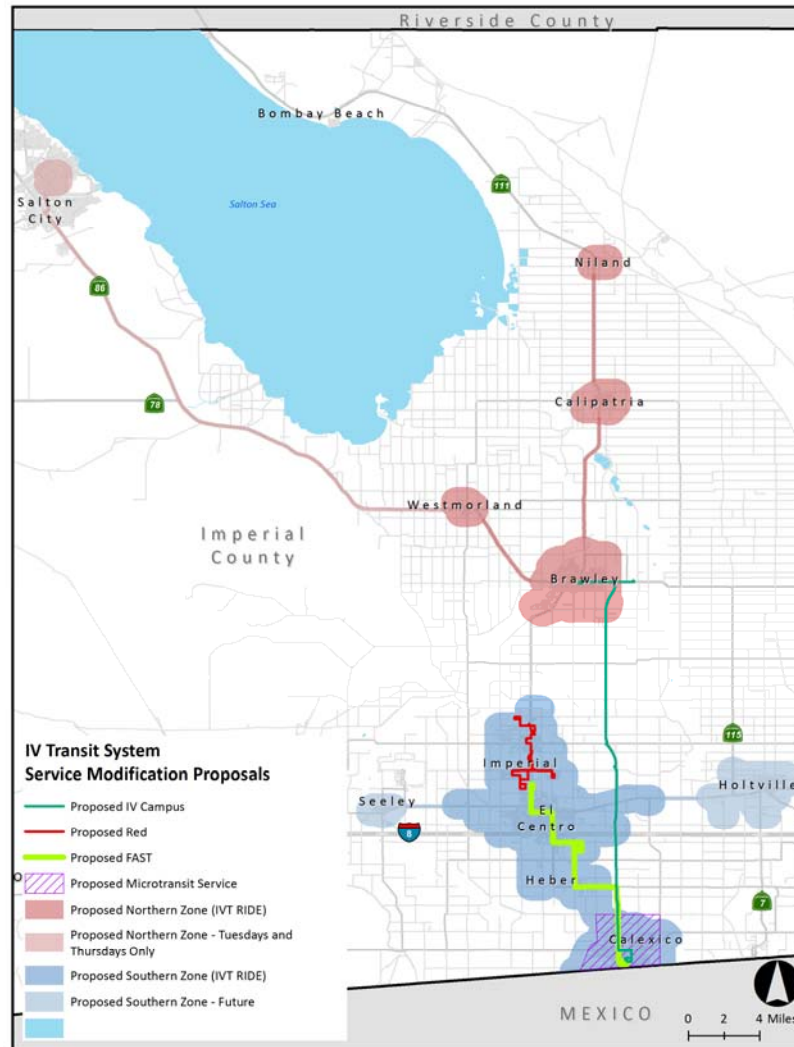 Riverside County
Bombay Beach
111
Salton
City
Salton Sea
Niland
86
78
Calipatria
Westmorland
Imperial
County
Brawley
115
IV Transit System
Service Modification Proposals
Proposed IV Campus
Proposed Red
Proposed FAST
Proposed Microtransit Service
Proposed Northern Zone (IVT RIDE)
Proposed Northern Zone - Tuesdays and
Thursdays Only
Proposed Southern Zone (IVT RIDE)
Proposed Southern Zone - Future
Imperial
Seeley
Holtville
El
Centro
8
Heber
7
Calexico
MEXICO
0 2 4 Miles